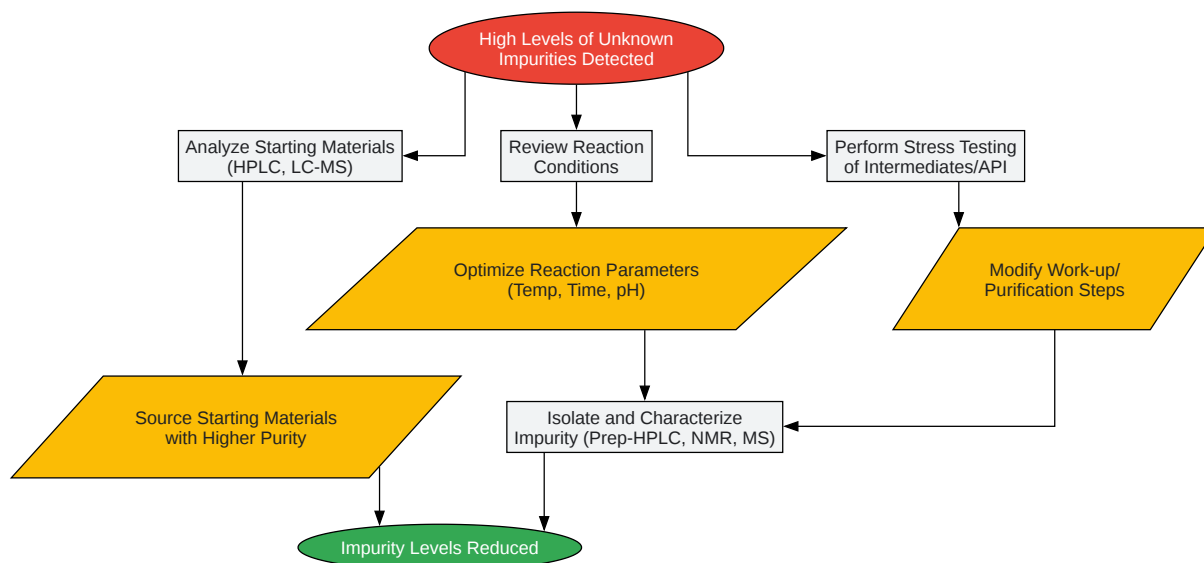 High Levels of Unknown
Impurities Detected
Analyze Starting Materials
(HPLC, LC-MS)
Review Reaction
Conditions
Perform Stress Testing
of Intermediates/API
Optimize Reaction Parameters
(Temp, Time, pH)
Modify Work-up/
Purification Steps
Source Starting Materials
with Higher Purity
Isolate and Characterize
Impurity (Prep-HPLC, NMR, MS)
Impurity Levels Reduced